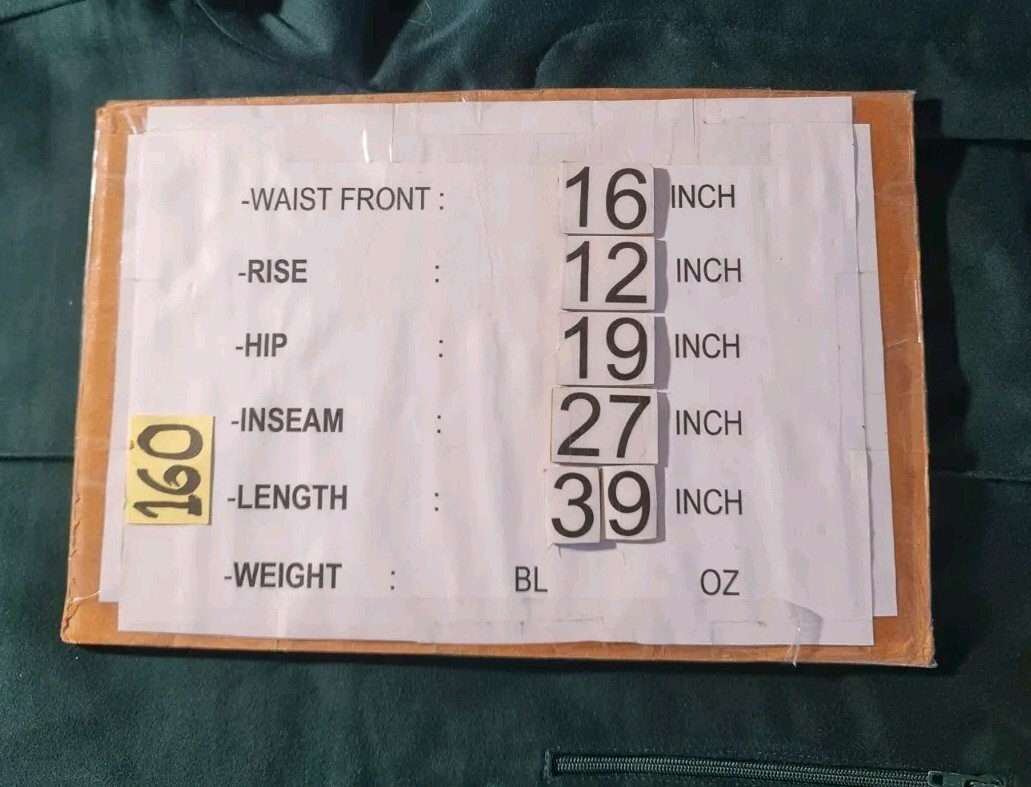 -WAIST FRONT : 16 INCH
-RISE : 12 INCH
-HIP : 19 INCH
-INSEAM : 27 INCH
-LENGTH : 39 INCH
-WEIGHT : BL OZ
160